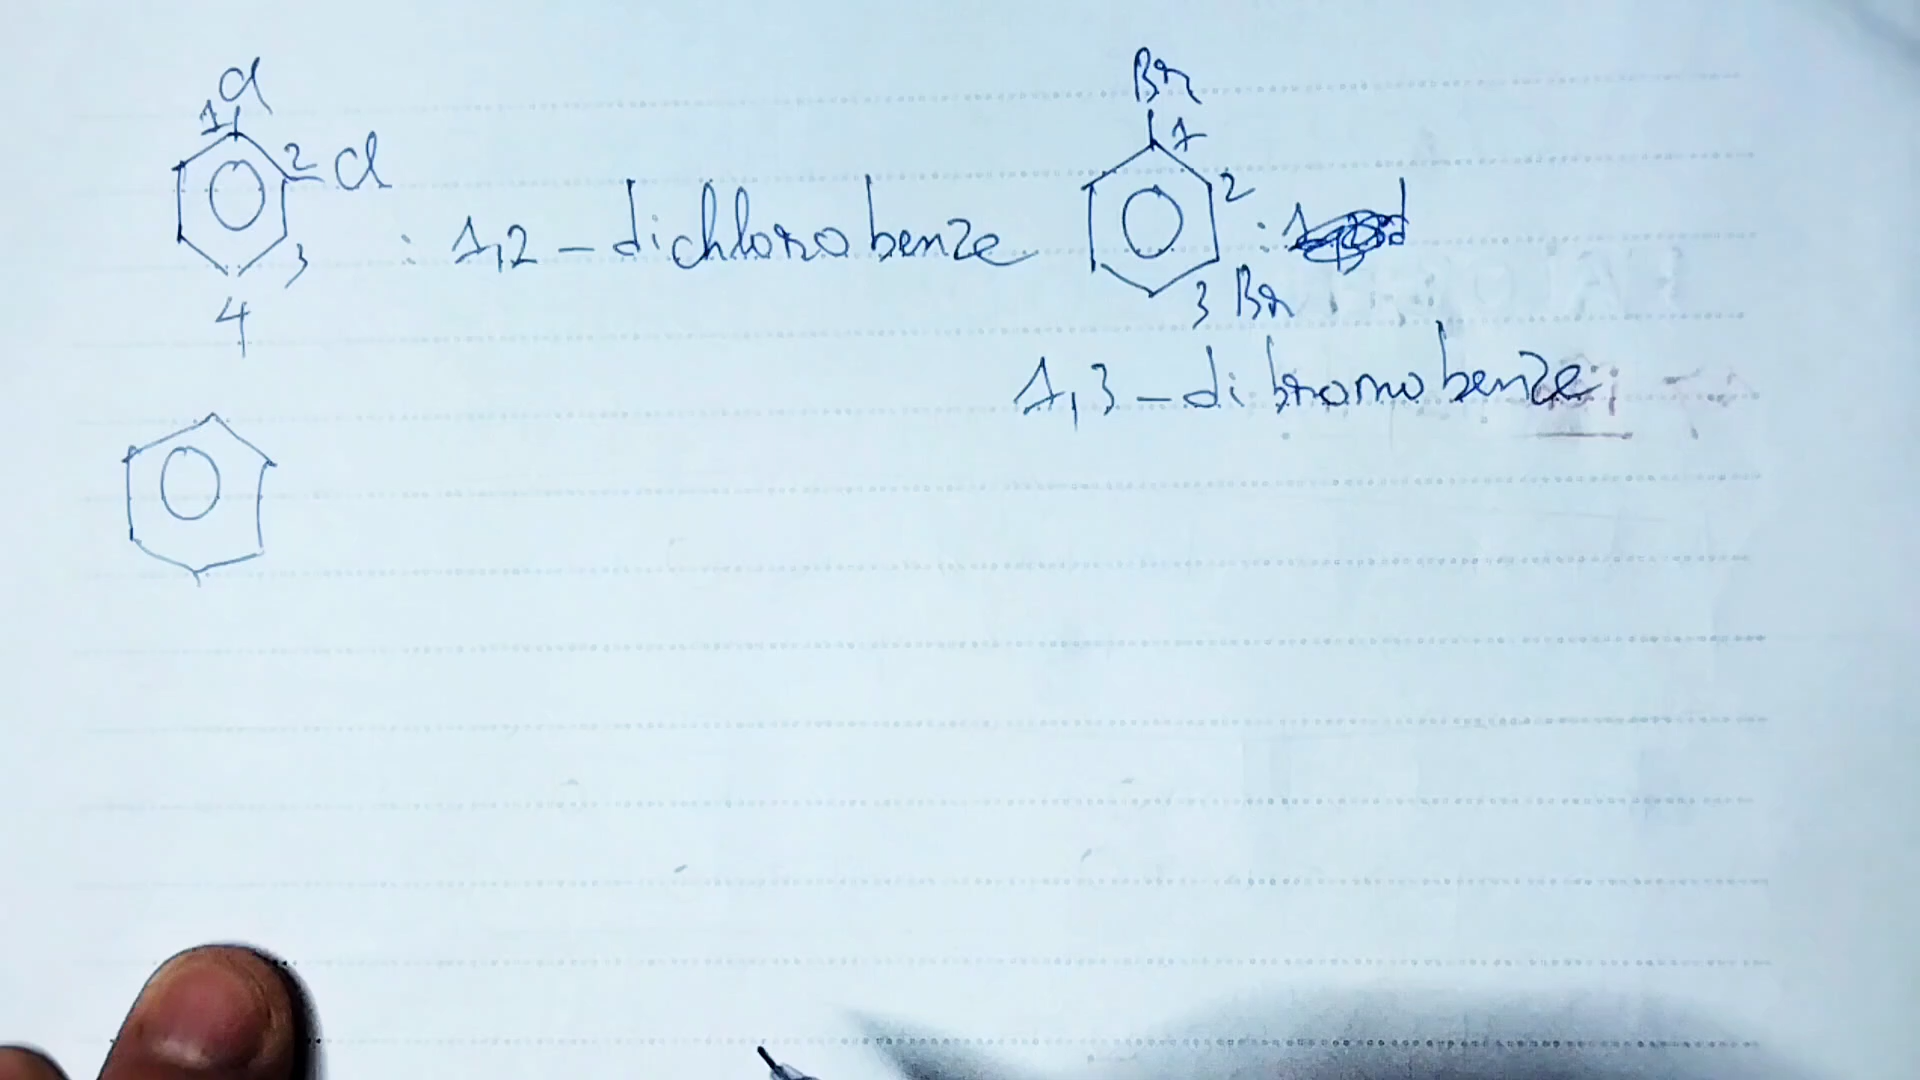 Cl
1
2 Cl
3
4
: 1,2 - dichlorobenze
Br
1
2
:
3 Br
1,3 - dibromobenze